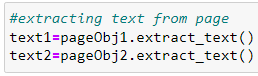 #extracting text from page
text1=pageObj1.extract_text()
text2=pageObj2.extract_text()